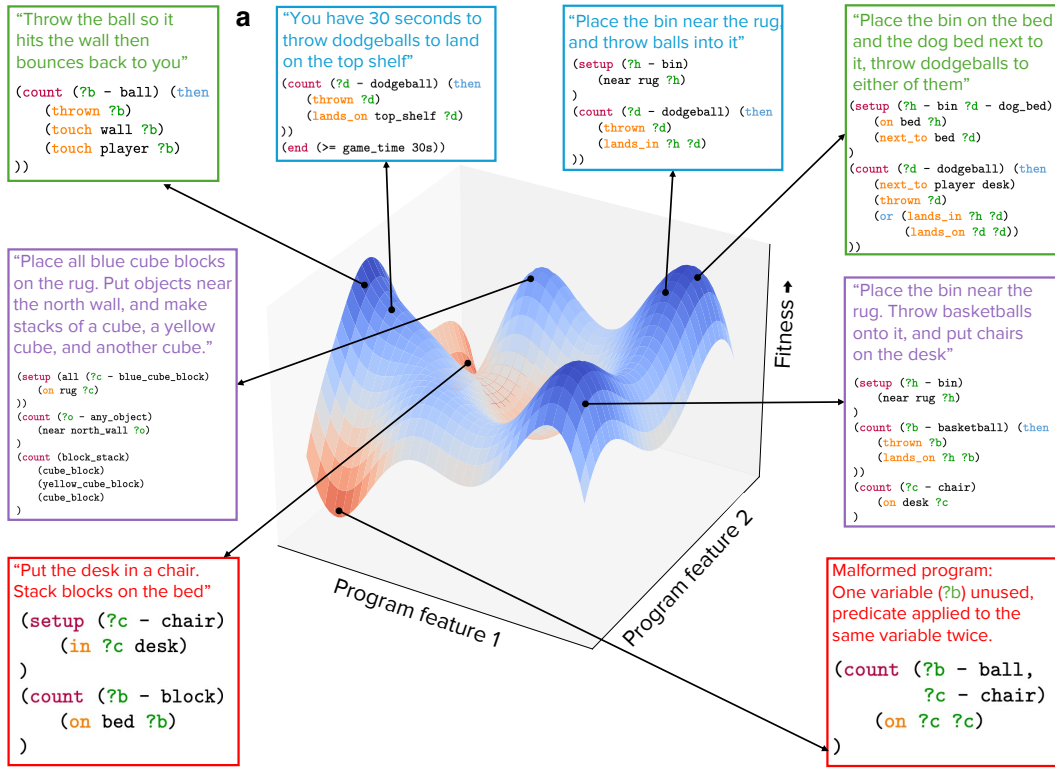 a
“Throw the ball so it
hits the wall then
bounces back to you”
(count (?b - ball) (then
(thrown ?b)
(touch wall ?b)
(touch player ?b)
))
“You have 30 seconds to
throw dodgeballs to land
on the top shelf”
(count (?d - dodgeball) (then
(thrown ?d)
(lands_on top_shelf ?d)
))
(end (>= game_time 30s))
“Place the bin near the rug,
and throw balls into it”
(setup (?h - bin)
(near rug ?h)
)
(count (?d - dodgeball) (then
(thrown ?d)
(lands_in ?h ?d)
))
“Place the bin on the bed
and the dog bed next to
it, throw dodgeballs to
either of them”
(setup (?h - bin ?d - dog_bed)
(on bed ?h)
(next_to bed ?d)
)
(count (?d - dodgeball) (then
(next_to player desk)
(thrown ?d)
(or (lands_in ?h ?d)
(lands_on ?d ?d))
))
“Place all blue cube blocks
on the rug. Put objects near
the north wall, and make
stacks of a cube, a yellow
cube, and another cube.”
(setup (all (?c - blue_cube_block)
(on rug ?c)
))
(count (?o - any_object)
(near north_wall ?o)
)
(count (block_stack)
(cube_block)
(yellow_cube_block)
(cube_block)
)
“Place the bin near the
rug. Throw basketballs
onto it, and put chairs
on the desk”
(setup (?h - bin)
(near rug ?h)
)
(count (?b - basketball) (then
(thrown ?b)
(lands_on ?h ?b)
))
(count (?c - chair)
(on desk ?c
)
Fitness
Program feature 1
Program feature 2
“Put the desk in a chair.
Stack blocks on the bed”
(setup (?c - chair)
(in ?c desk)
)
(count (?b - block)
(on bed ?b)
)
Malformed program:
One variable (?b) unused,
predicate applied to the
same variable twice.
(count (?b - ball,
?c - chair)
(on ?c ?c)
)